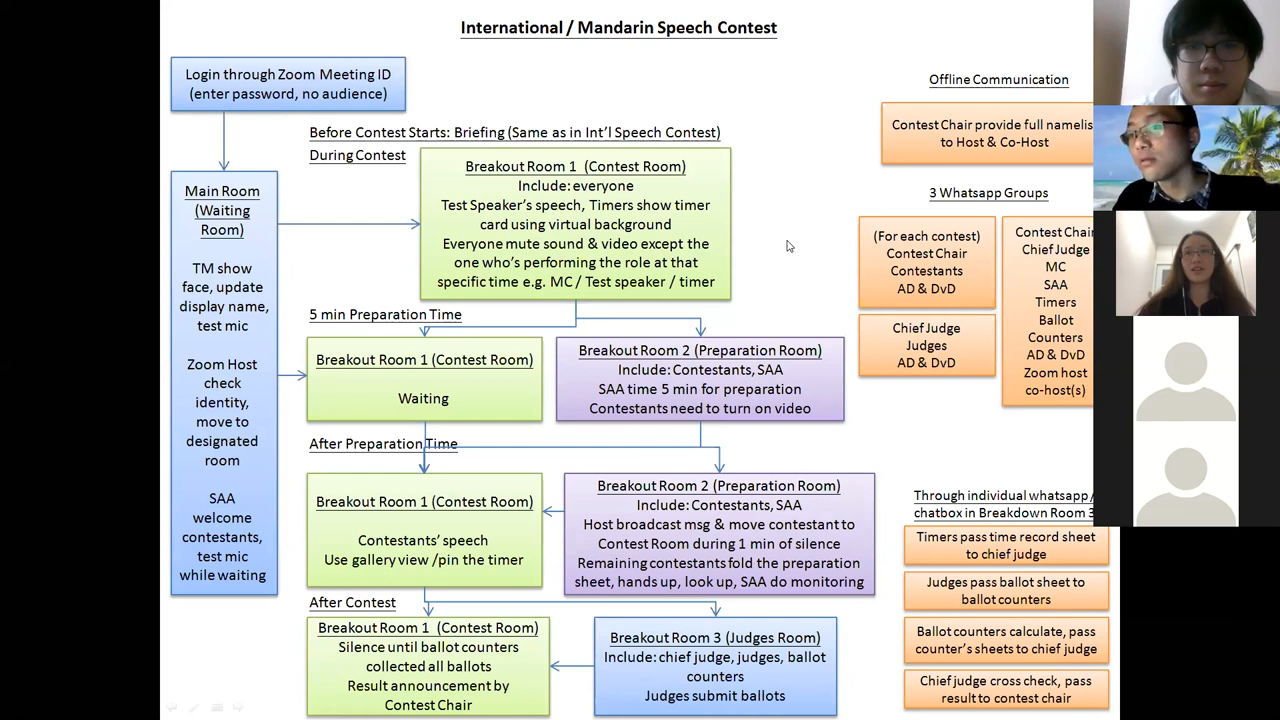 International / Mandarin Speech Contest
Login through Zoom Meeting ID
(enter password, no audience)
Main Room
(Waiting
Room)
TM show
face, update
display name,
test mic
Zoom Host
check
identity,
move to
designated
room
SAA
welcome
contestants,
test mic
while waiting
Before Contest Starts: Briefing (Same as in Int'l Speech Contest)
During Contest
Breakout Room 1 (Contest Room)
Include: everyone
Test Speaker's speech, Timers show timer
card using virtual background
Everyone mute sound & video except the
one who's performing the role at that
specific time e.g. MC / Test speaker / timer
5 min Preparation Time
Breakout Room 1 (Contest Room)
Waiting
Breakout Room 2 (Preparation Room)
Include: Contestants, SAA
SAA time 5 min for preparation
Contestants need to turn on video
After Preparation Time
Breakout Room 1 (Contest Room)
Contestants' speech
Use gallery view /pin the timer
Breakout Room 2 (Preparation Room)
Include: Contestants, SAA
Host broadcast msg & move contestant to
Contest Room during 1 min of silence
Remaining contestants fold the preparation
sheet, hands up, look up, SAA do monitoring
After Contest
Breakout Room 1 (Contest Room)
Silence until ballot counters
collected all ballots
Result announcement by
Contest Chair
Breakout Room 3 (Judges Room)
Include: chief judge, judges, ballot
counters
Judges submit ballots
Offline Communication
Contest Chair provide full namelis
to Host & Co-Host
3 Whatsapp Groups
(For each contest)
Contest Chair
Contestants
AD & DvD
Chief Judge
Judges
AD & DvD
Contest Chair
Chief Judge
MC
SAA
Timers
Ballot
Counters
AD & DvD
Zoom host
co-host(s)
Through individual whatsapp /
chatbox in Breakdown Room 3
Timers pass time record sheet
to chief judge
Judges pass ballot sheet to
ballot counters
Ballot counters calculate, pass
counter's sheets to chief judge
Chief judge cross check, pass
result to contest chair